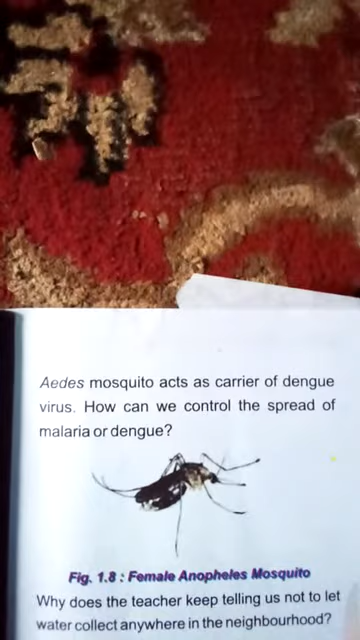 Aedes mosquito acts as carrier of dengue
virus. How can we control the spread of
malaria or dengue?
Fig. 1.8 : Female Anopheles Mosquito
Why does the teacher keep telling us not to let
water collect anywhere in the neighbourhood?